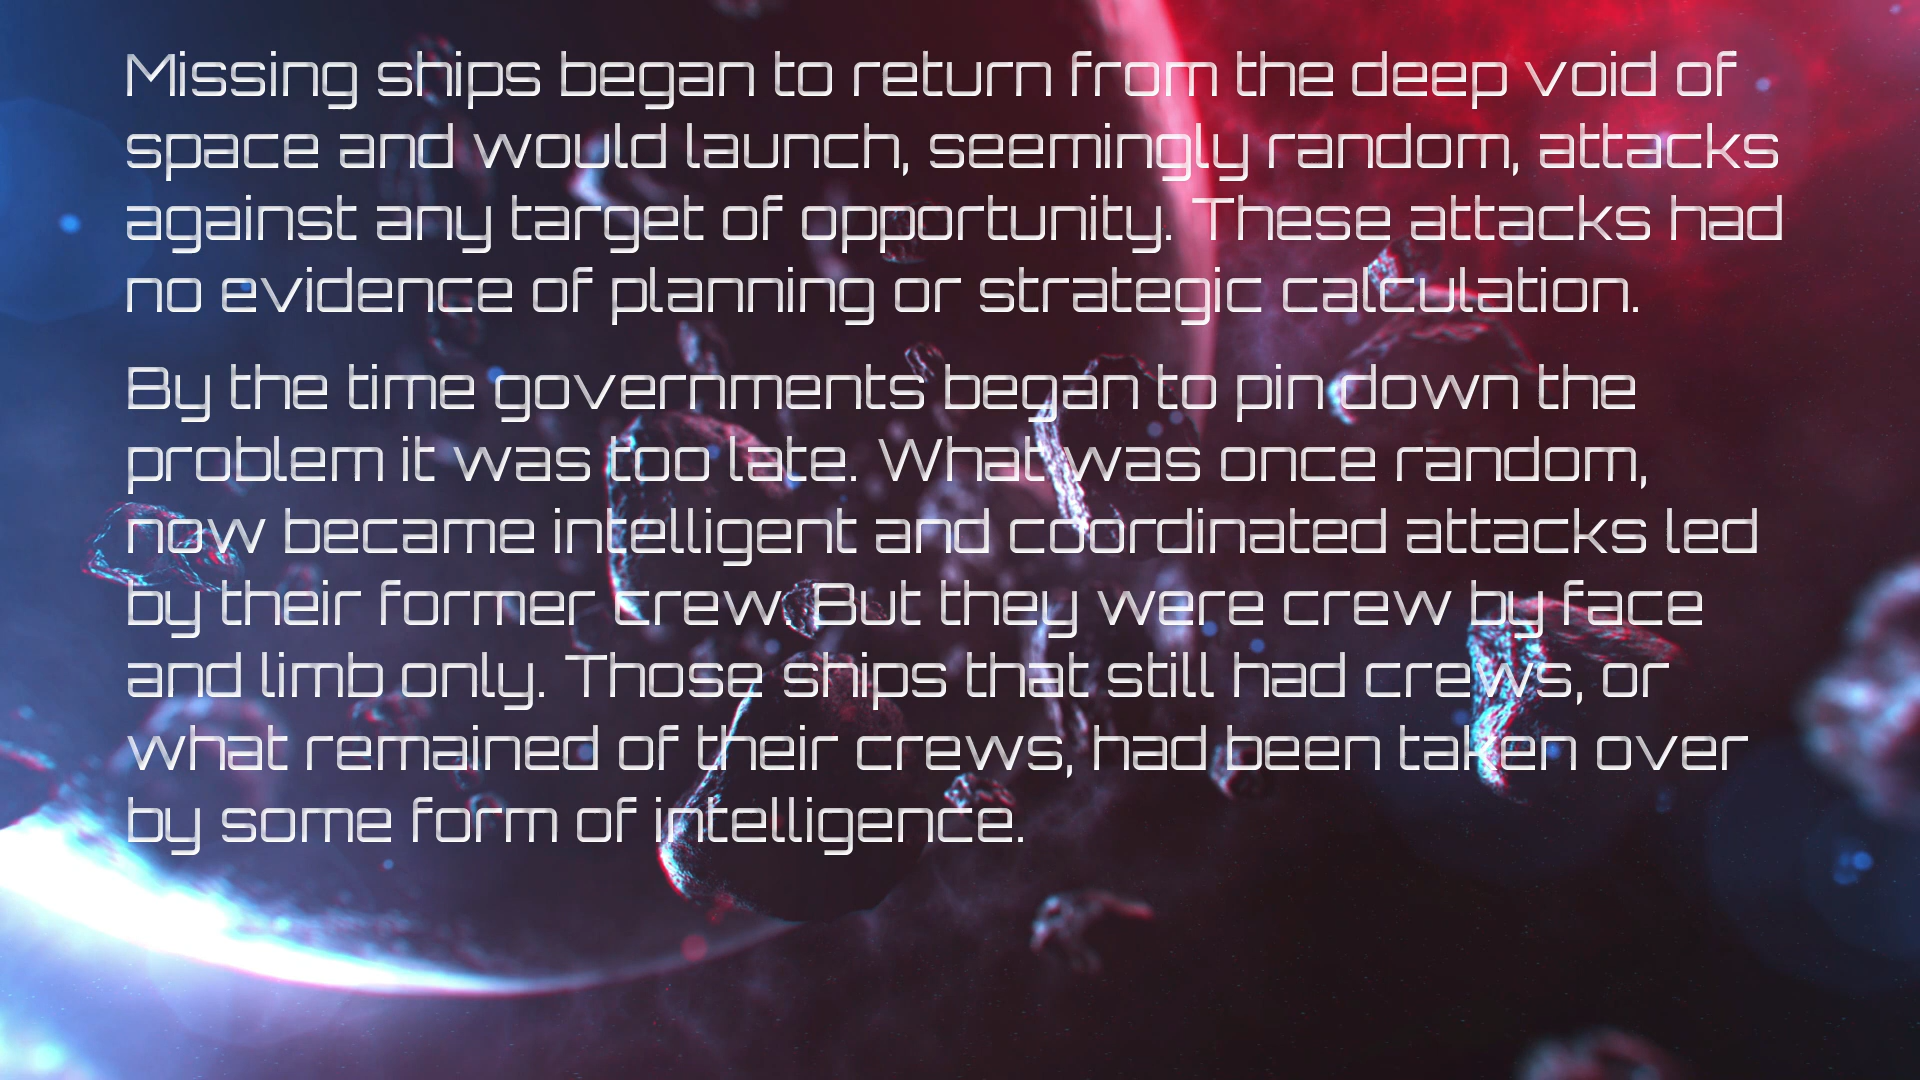 Missing ships began to return from the deep void of
space and would launch, seemingly random, attacks
against any target of opportunity. These attacks had
no evidence of planning or strategic calculation.
By the time governments began to pin down the
problem it was too late. What was once random,
now became intelligent and coordinated attacks led
by their former crew. But they were crew by face
and limb only. Those ships that still had crews, or
what remained of their crews, had been taken over
by some form of intelligence.